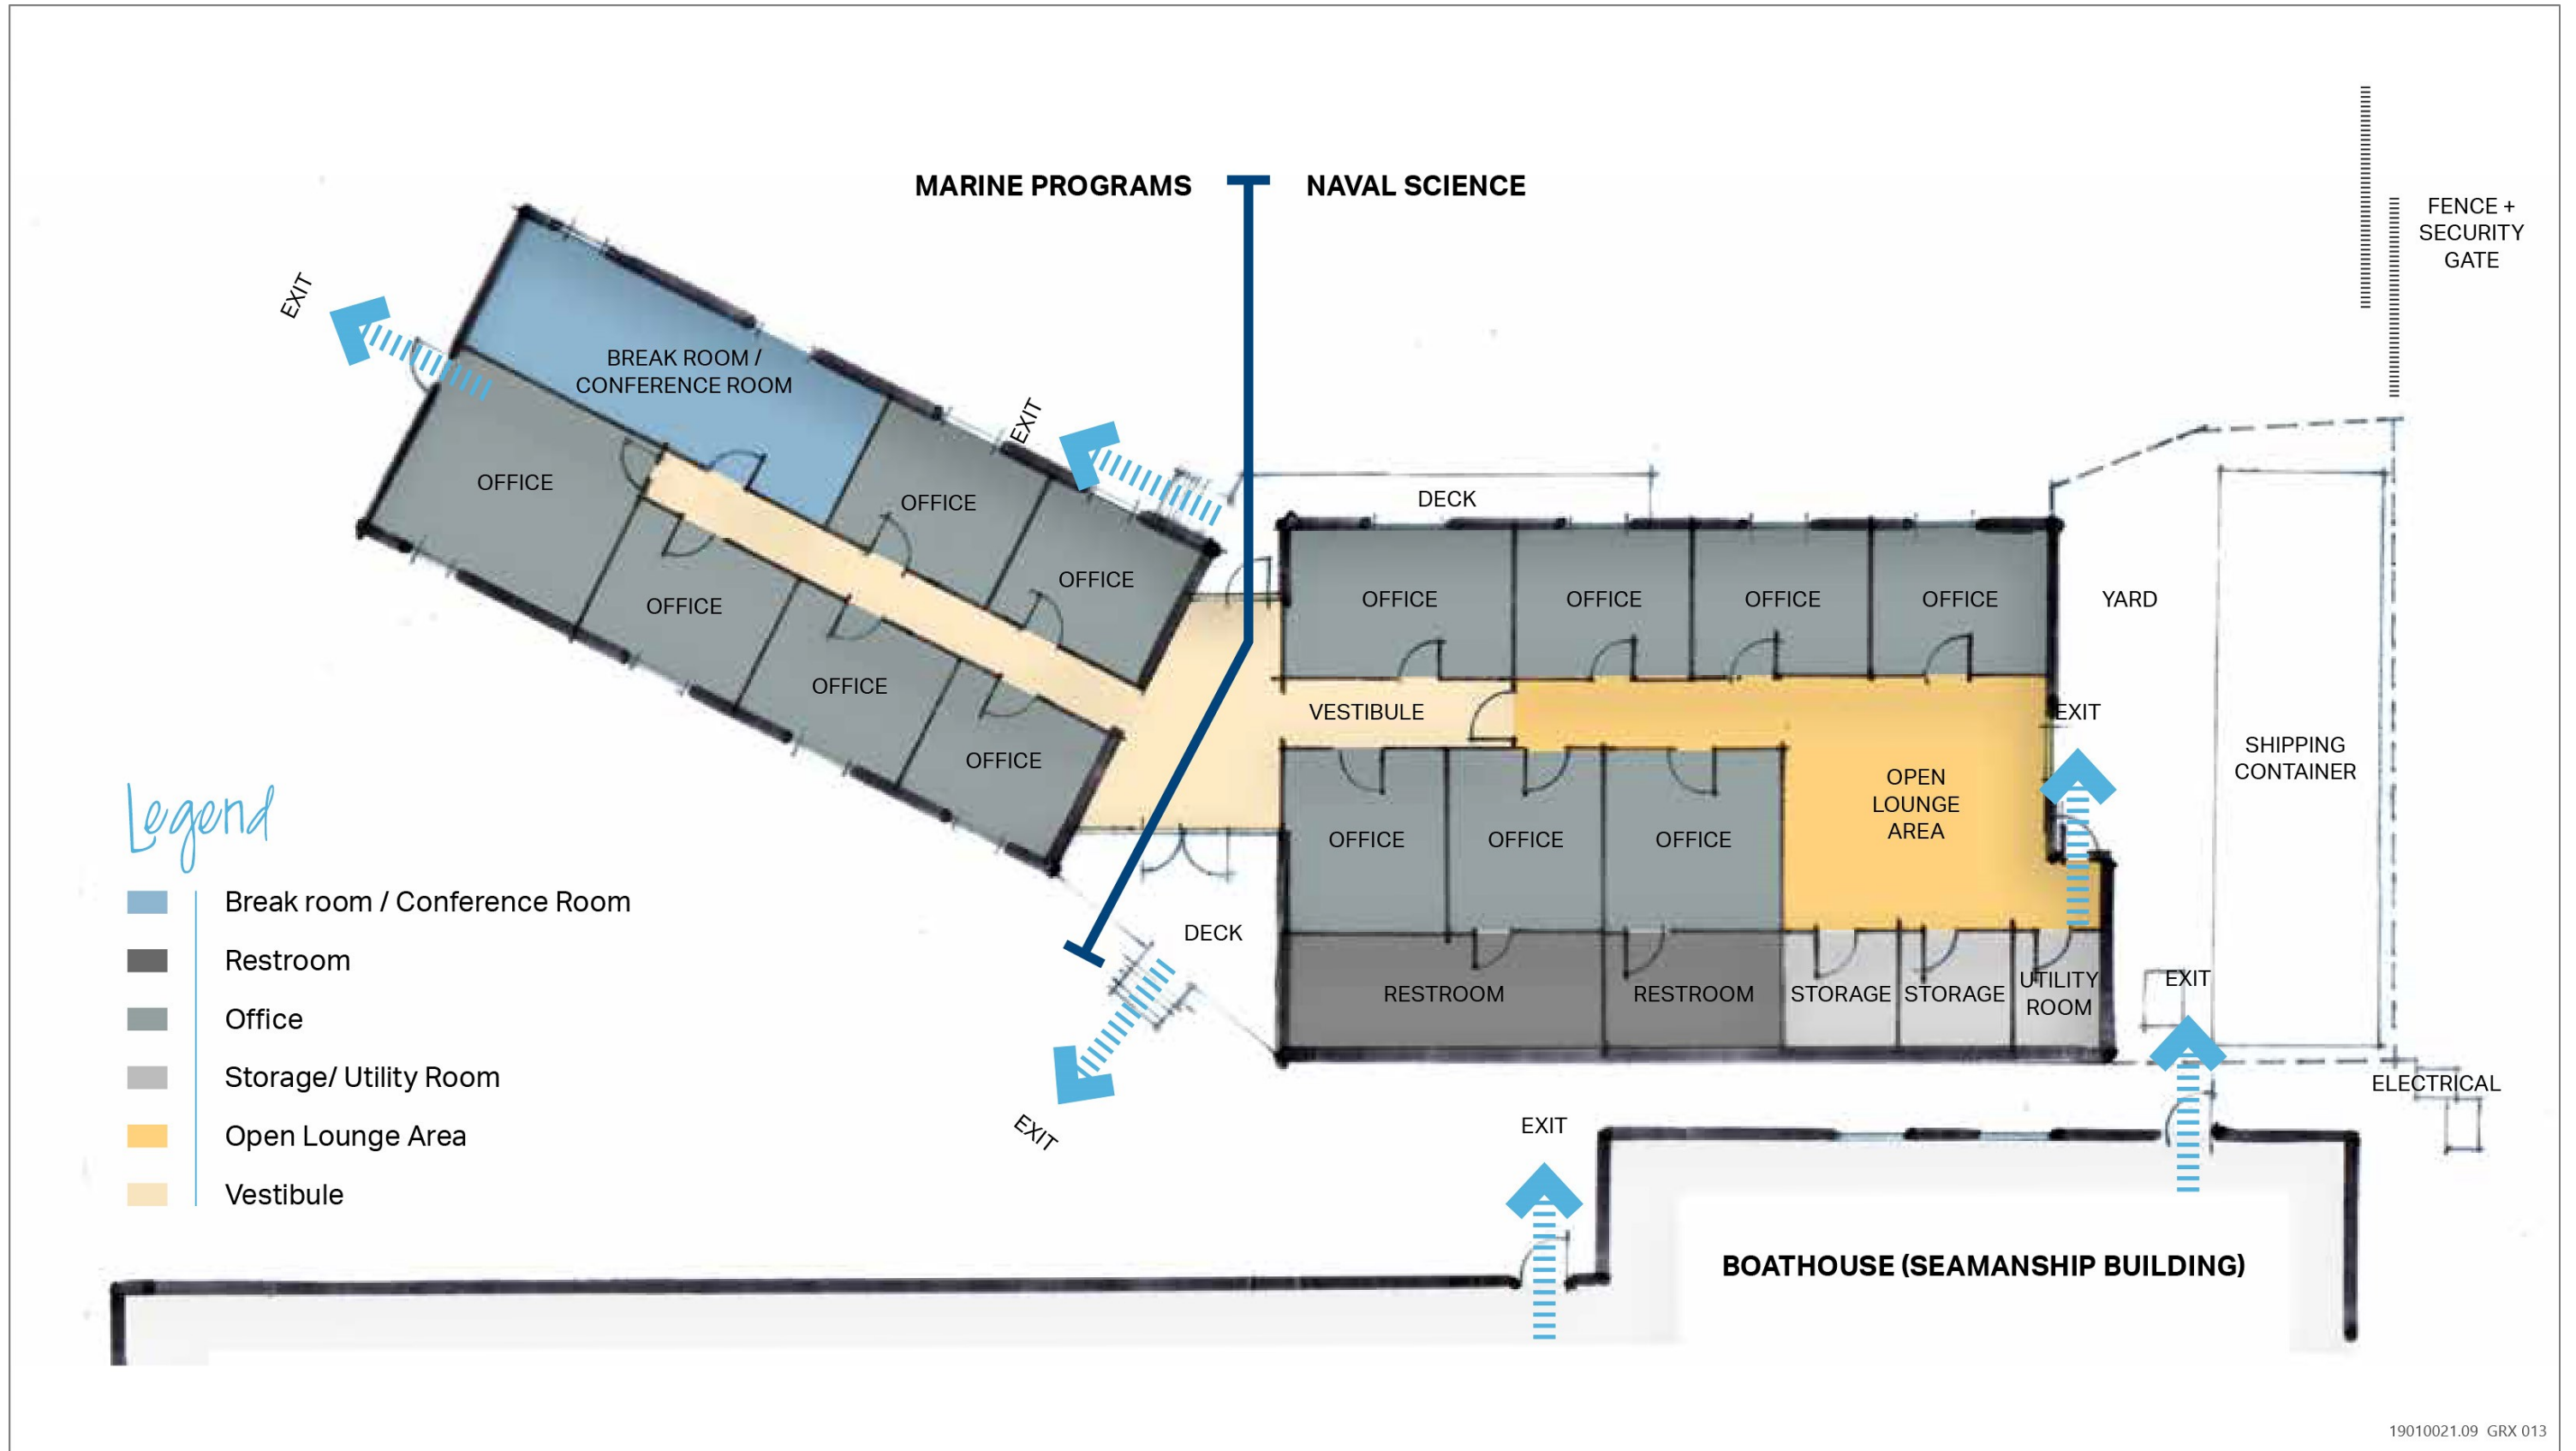 MARINE PROGRAMS
NAVAL SCIENCE
FENCE +
SECURITY
GATE
EXIT
BREAK ROOM /
CONFERENCE ROOM
EXIT
OFFICE
OFFICE
OFFICE
OFFICE
OFFICE
OFFICE
DECK
OFFICE
OFFICE
OFFICE
OFFICE
YARD
VESTIBULE
EXIT
SHIPPING
CONTAINER
OPEN
LOUNGE
AREA
OFFICE
OFFICE
OFFICE
DECK
RESTROOM
RESTROOM
STORAGE
STORAGE
UTILITY
ROOM
EXIT
ELECTRICAL
EXIT
EXIT
BOATHOUSE (SEAMANSHIP BUILDING)
Legend
Break room / Conference Room
Restroom
Office
Storage/ Utility Room
Open Lounge Area
Vestibule
19010021.09 GRX 013